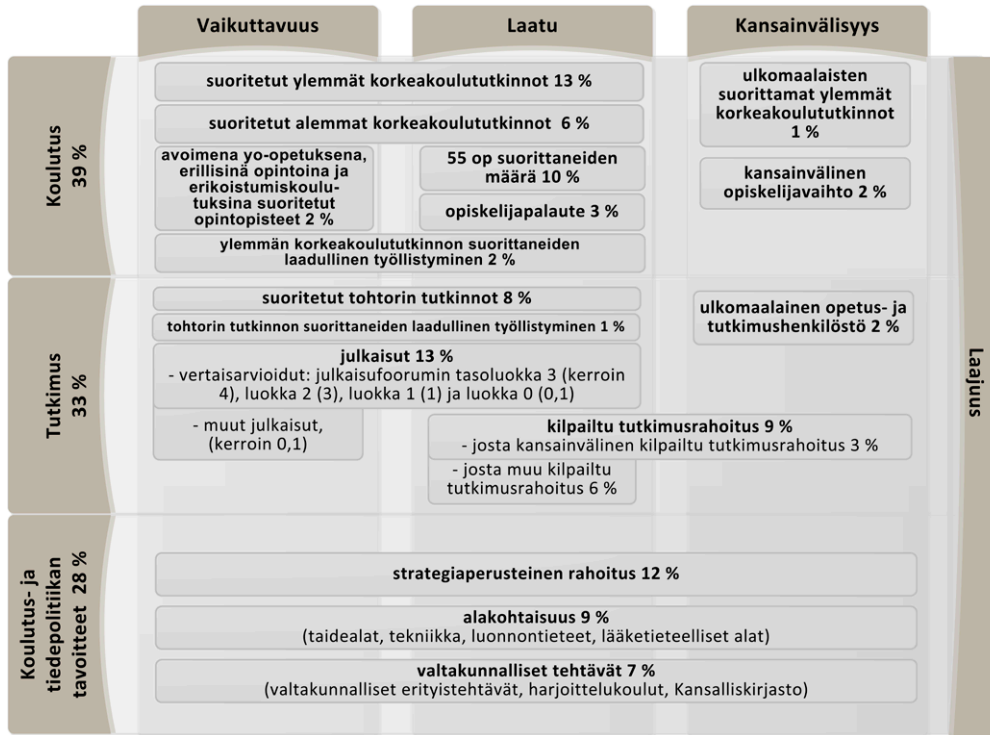 Vaikuttavuus
Laatu
Kansainvälisyys
Koulutus
39 %
suoritetut ylemmät korkeakoulututkinnot 13 %
suoritetut alemmat korkeakoulututkinnot 6 %
avoimena yo-opetuksena,
erillisinä opintoina ja
erikoistumiskoulu-
tuksina suoritetut
opintopisteet 2 %
55 op suorittaneiden
määrä 10 %
opiskelijapalaute 3 %
ylemmän korkeakoulututkinnon suorittaneiden
laadullinen työllistyminen 2 %
ulkomaalaisten
suorittamat ylemmät
korkeakoulututkinnot
1 %
kansainvälinen
opiskelijavaihto 2 %
Tutkimus
33 %
suoritetut tohtorin tutkinnot 8 %
tohtorin tutkinnon suorittaneiden laadullinen työllistyminen 1 %
julkaisut 13 %
- vertaisarvioidut: julkaisufoorumin tasoluokka 3 (kerroin
4), luokka 2 (3), luokka 1 (1) ja luokka 0 (0,1)
- muut julkaisut,
(kerroin 0,1)
ulkomaalainen opetus- ja
tutkimushenkilöstö 2 %
kilpailtu tutkimusrahoitus 9 %
- josta kansainvälinen kilpailtu tutkimusrahoitus 3 %
- josta muu kilpailtu
tutkimusrahoitus 6 %
Koulutus- ja
tiedepolitiikan
tavoitteet 28 %
strategiaperusteinen rahoitus 12 %
alakohtaisuus 9 %
(taidealat, tekniikka, luonnontieteet, lääketieteelliset alat)
valtakunnalliset tehtävät 7 %
(valtakunnalliset erityistehtävät, harjoittelukoulut, Kansalliskirjasto)
Laajuus